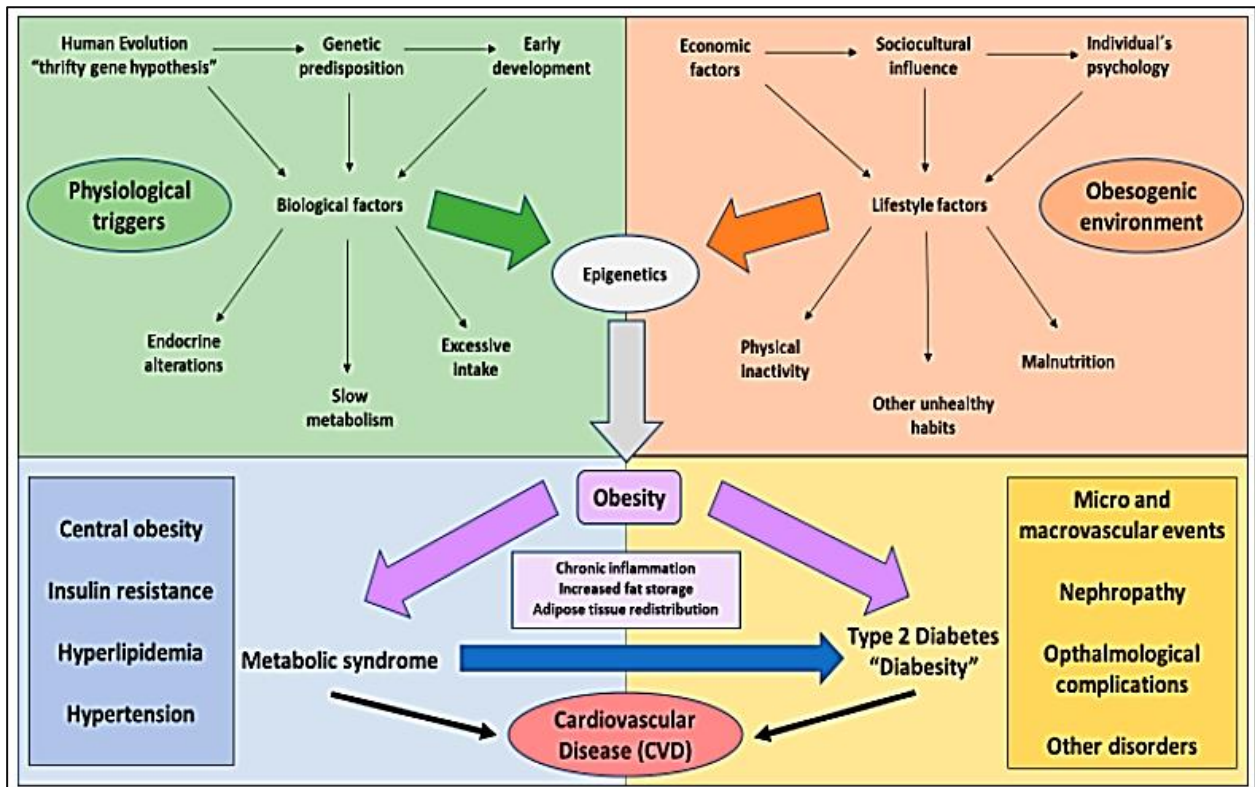 Human Evolution
"thrifty gene hypothesis"
Genetic
predisposition
Early
development
Physiological
triggers
Biological factors
Endocrine
alterations
Slow
metabolism
Excessive
intake
Economic
factors
Sociocultural
influence
Individual´s
psychology
Lifestyle factors
Obesogenic
environment
Physical
inactivity
Other unhealthy
habits
Malnutrition
Epigenetics
Obesity
Chronic inflammation
Increased fat storage
Adipose tissue redistribution
Central obesity
Insulin resistance
Hyperlipidemia
Hypertension
Metabolic syndrome
Type 2 Diabetes
"Diabesity"
Cardiovascular
Disease (CVD)
Micro and
macrovascular events
Nephropathy
Opthalmological
complications
Other disorders